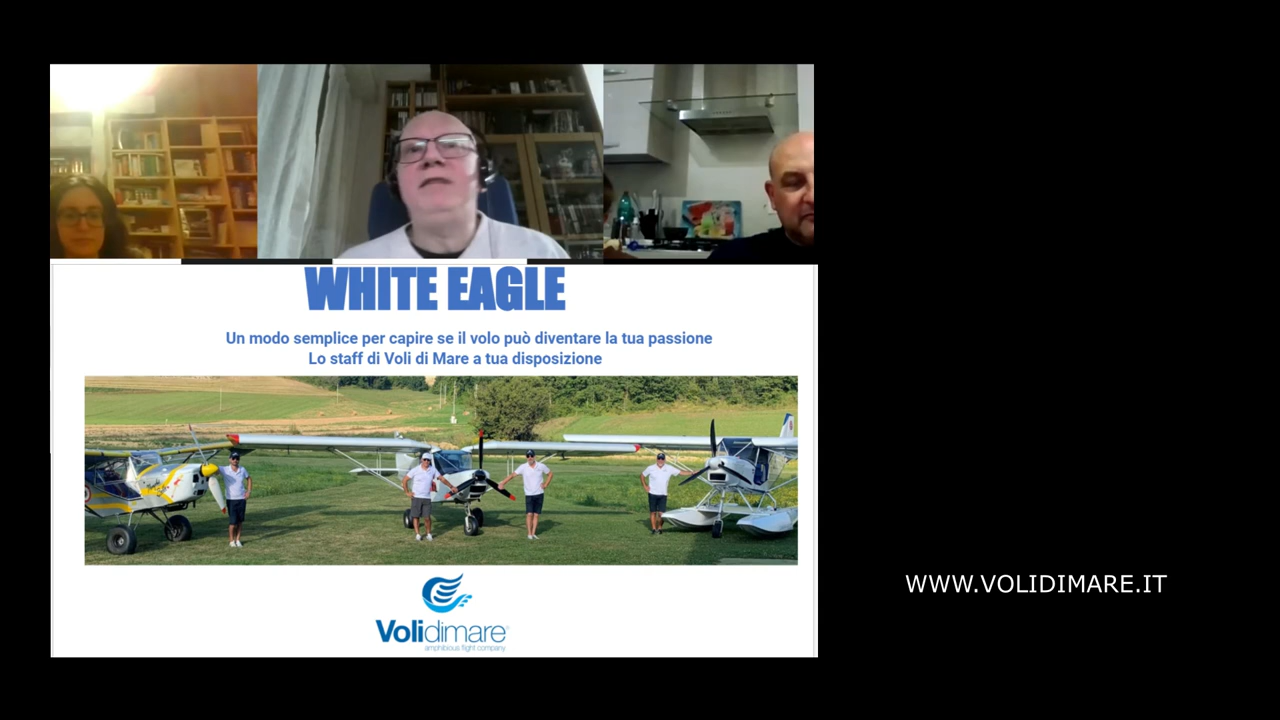 WHITE EAGLE
Un modo semplice per capire se il volo può diventare la tua passione
Lo staff di Voli di Mare a tua disposizione
Volidimare
amphibious flight company
WWW.VOLIDIMARE.IT